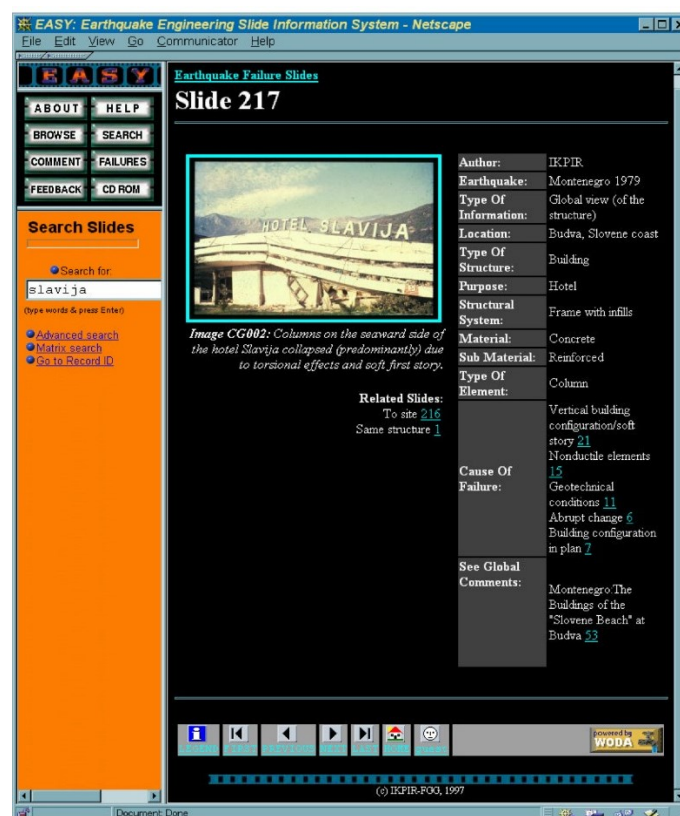 EASY: Earthquake Engineering Slide Information System - Netscape
File Edit View Go Communicator Help
EASY
ABOUT HELP
BROWSE SEARCH
COMMENT FAILURES
FEEDBACK CD ROM
Search Slides
Search for:
slavija
(type words & press Enter)
Advanced search
Matrix search
Go to Record ID
Earthquake Failure Slides
Slide 217
HOTEL SLAVIJA
Image CG002: Columns on the seaward side of
the hotel Slavija collapsed (predominantly) due
to torsional effects and soft first story.
Related Slides:
To site 216
Same structure 1
Author: IKPIR
Earthquake: Montenegro 1979
Type Of
Information:
Global view (of the
structure)
Location: Budva, Slovene coast
Type Of
Structure:
Building
Purpose: Hotel
Structural
System:
Frame with infills
Material: Concrete
Sub Material: Reinforced
Type Of
Element:
Column
Cause Of
Failure:
Vertical building
configuration/soft
story 21
Nonductile elements
15
Geotechnical
conditions 11
Abrupt change 6
Building configuration
in plan 7
See Global
Comments:
Montenegro:The
Buildings of the
"Slovene Beach" at
Budva 53
LEGEND FIRST PREVIOUS NEXT LAST HOME guest
powered by
WODA
(c) IKPIR-FGG, 1997
Document: Done